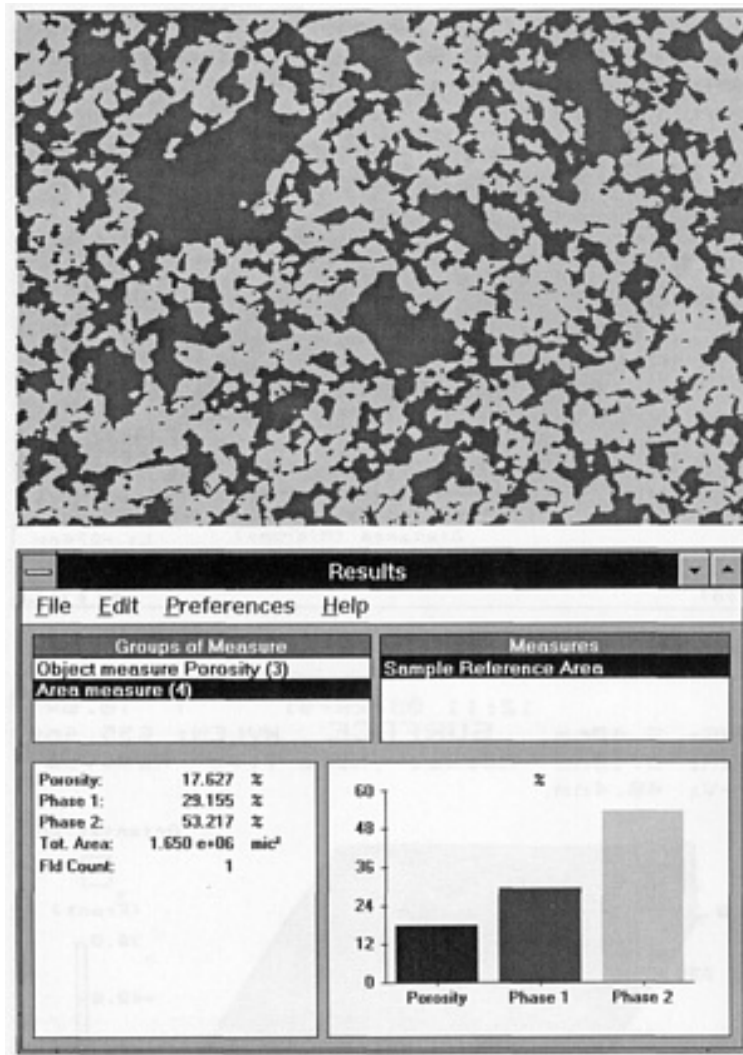 Results
File Edit Preferences Help
Groups of Measure
Object measure Porosity (3)
Area measure (4)
Measures
Sample Reference Area
Porosity: 17.627 %
Phase 1: 29.155 %
Phase 2: 53.217 %
Tot. Area: 1.650 e+06 mic²
Fld Count: 1
%
60
48
36
24
12
0
Porosity Phase 1 Phase 2